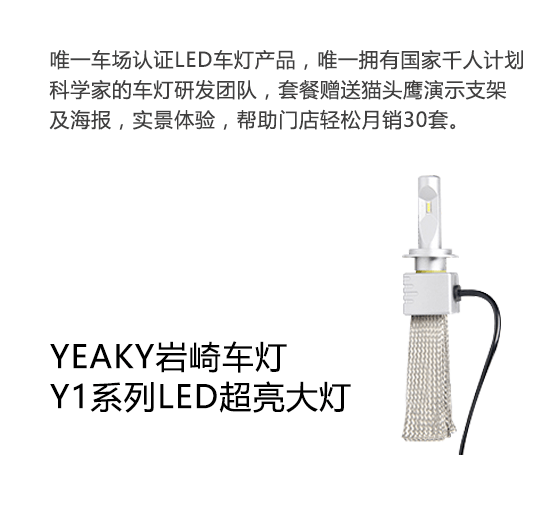 唯一车场认证LED车灯产品，唯一拥有国家千人计划
科学家的车灯研发团队，套餐赠送猫头鹰演示支架
及海报，实景体验，帮助门店轻松月销30套。
YEAKY岩崎车灯
Y1系列LED超亮大灯